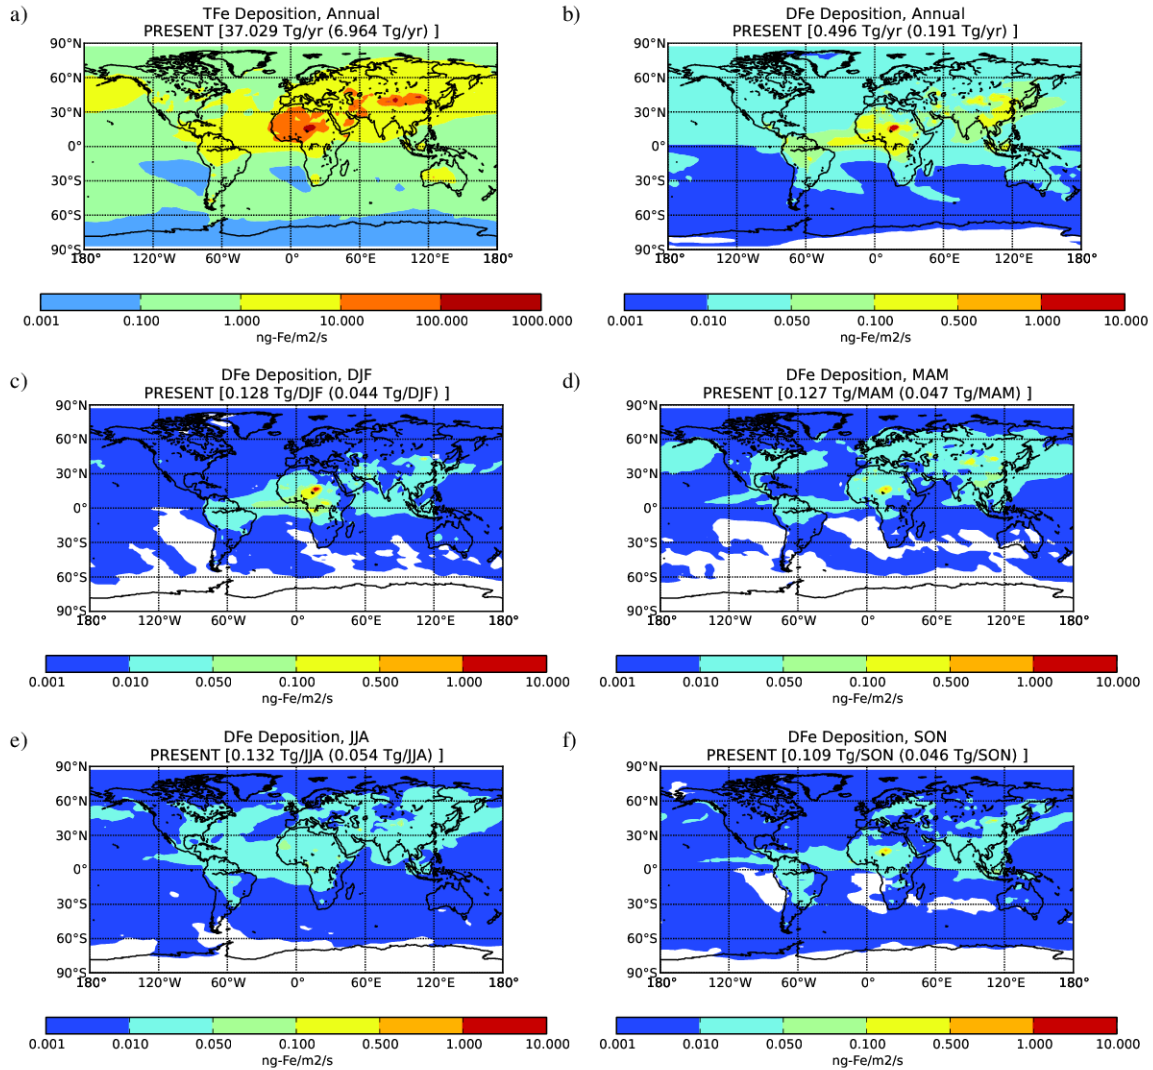 a)
TFe Deposition, Annual
PRESENT [37.029 Tg/yr (6.964 Tg/yr) ]
90°N
60°N
30°N
0°
30°S
60°S
90°S
180° 120°W 60°W 0° 60°E 120°E 180°
0.001 0.100 1.000 10.000 100.000 1000.000
ng-Fe/m2/s
b)
DFe Deposition, Annual
PRESENT [0.496 Tg/yr (0.191 Tg/yr) ]
90°N
60°N
30°N
0°
30°S
60°S
90°S
180° 120°W 60°W 0° 60°E 120°E 180°
0.001 0.010 0.050 0.100 0.500 1.000 10.000
ng-Fe/m2/s
c)
DFe Deposition, DJF
PRESENT [0.128 Tg/DJF (0.044 Tg/DJF) ]
90°N
60°N
30°N
0°
30°S
60°S
90°S
180° 120°W 60°W 0° 60°E 120°E 180°
0.001 0.010 0.050 0.100 0.500 1.000 10.000
ng-Fe/m2/s
d)
DFe Deposition, MAM
PRESENT [0.127 Tg/MAM (0.047 Tg/MAM) ]
90°N
60°N
30°N
0°
30°S
60°S
90°S
180° 120°W 60°W 0° 60°E 120°E 180°
0.001 0.010 0.050 0.100 0.500 1.000 10.000
ng-Fe/m2/s
e)
DFe Deposition, JJA
PRESENT [0.132 Tg/JJA (0.054 Tg/JJA) ]
90°N
60°N
30°N
0°
30°S
60°S
90°S
180° 120°W 60°W 0° 60°E 120°E 180°
0.001 0.010 0.050 0.100 0.500 1.000 10.000
ng-Fe/m2/s
f)
DFe Deposition, SON
PRESENT [0.109 Tg/SON (0.046 Tg/SON) ]
90°N
60°N
30°N
0°
30°S
60°S
90°S
180° 120°W 60°W 0° 60°E 120°E 180°
0.001 0.010 0.050 0.100 0.500 1.000 10.000
ng-Fe/m2/s